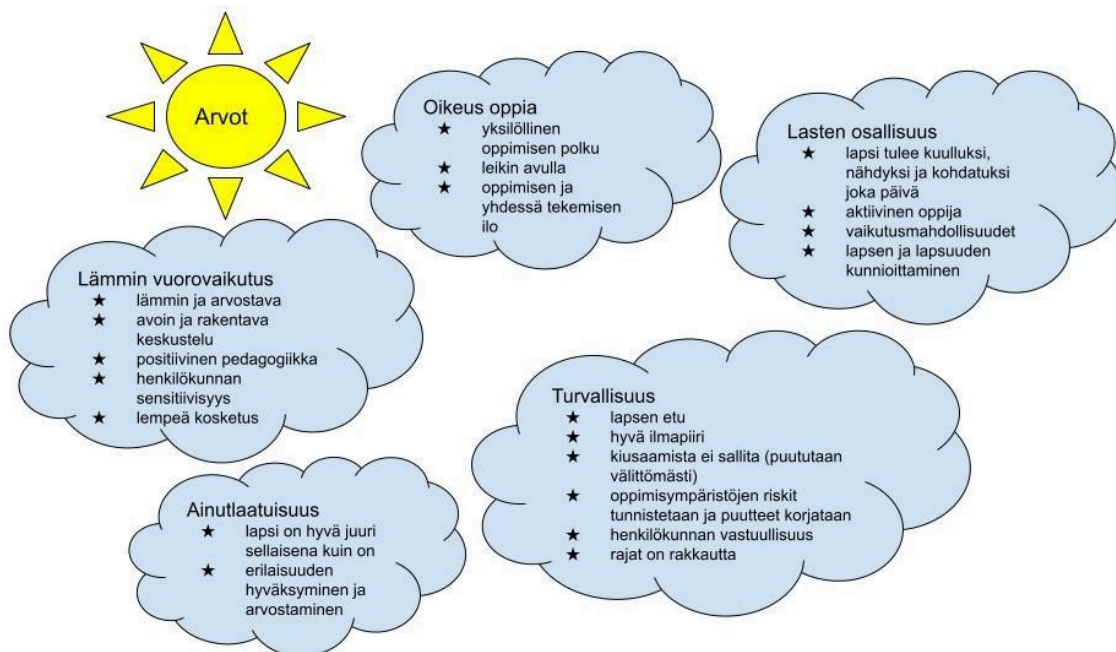 Arvot
Oikeus oppia
★ yksilöllinen
oppimisen polku
★ leikin avulla
★ oppimisen ja
yhdessä tekemisen
ilo
Lasten osallisuus
★ lapsi tulee kuulluksi,
nähdyksi ja kohdatuksi
joka päivä
★ aktiivinen oppija
★ vaikutusmahdollisuudet
★ lapsen ja lapsuuden
kunnioittaminen
Lämmin vuorovaikutus
★ lämmin ja arvostava
★ avoin ja rakentava
keskustelu
★ positiivinen pedagogiikka
★ henkilökunnan
sensitiivisyys
★ lempeä kosketus
Turvallisuus
★ lapsen etu
★ hyvä ilmapiiri
★ kiusaamista ei sallita (puututaan
välittömästi)
★ oppimisympäristöjen riskit
tunnistetaan ja puutteet korjataan
★ henkilökunnan vastuullisuus
★ rajat on rakkautta
Ainutlaatuisuus
★ lapsi on hyvä juuri
sellaisena kuin on
★ erilaisuuden
hyväksyminen ja
arvostaminen